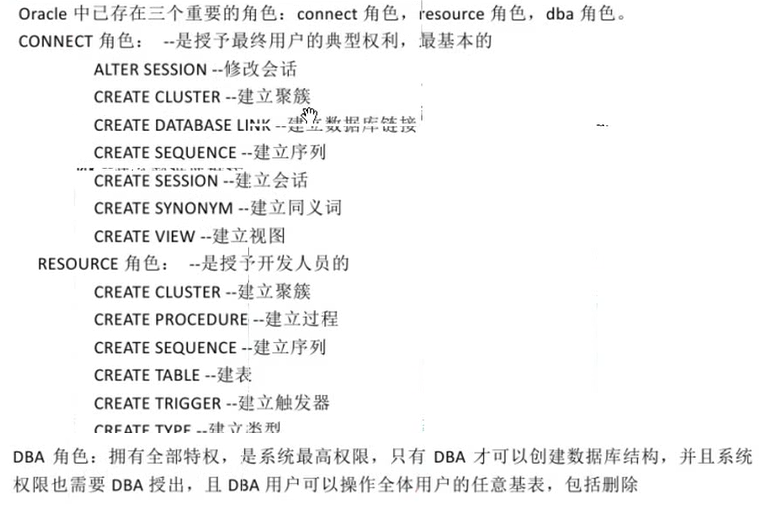 Oracle 中已存在三个重要的角色：connect 角色，resource 角色，dba 角色。
CONNECT 角色： --是授予最终用户的典型权利，最基本的
ALTER SESSION --修改会话
CREATE CLUSTER --建立聚簇
CREATE DATABASE LINK --建立数据库链接
CREATE SEQUENCE --建立序列
CREATE SESSION --建立会话
CREATE SYNONYM --建立同义词
CREATE VIEW --建立视图
RESOURCE 角色： --是授予开发人员的
CREATE CLUSTER --建立聚簇
CREATE PROCEDURE --建立过程
CREATE SEQUENCE --建立序列
CREATE TABLE --建表
CREATE TRIGGER --建立触发器
CREATE TYPE --建立类型
DBA 角色：拥有全部特权，是系统最高权限，只有 DBA 才可以创建数据库结构，并且系统
权限也需要 DBA 授出，且 DBA 用户可以操作全体用户的任意基表，包括删除